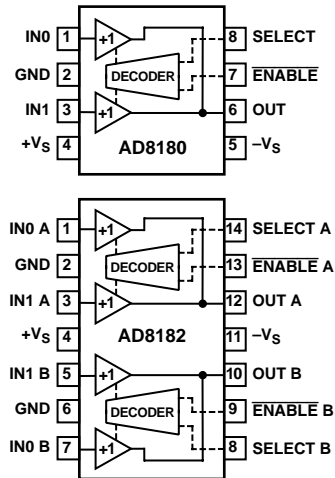 IN0 1 +1 8 SELECT
GND 2 DECODER 7 ENABLE
IN1 3 +1 6 OUT
+VS 4 AD8180 5 –VS
IN0 A 1 +1 14 SELECT A
GND 2 DECODER 13 ENABLE A
IN1 A 3 +1 12 OUT A
+VS 4 AD8182 11 –VS
IN1 B 5 +1 10 OUT B
GND 6 DECODER 9 ENABLE B
IN0 B 7 +1 8 SELECT B